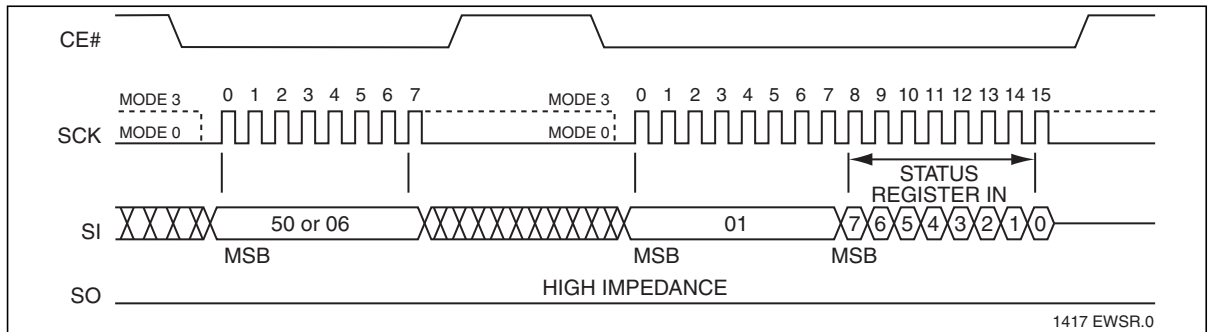 CE#
MODE 3 0 1 2 3 4 5 6 7 MODE 3 0 1 2 3 4 5 6 7 8 9 10 11 12 13 14 15
SCK MODE 0 MODE 0
STATUS
REGISTER IN
SI 50 or 06 01 7 6 5 4 3 2 1 0
MSB MSB MSB
SO HIGH IMPEDANCE
1417 EWSR.0